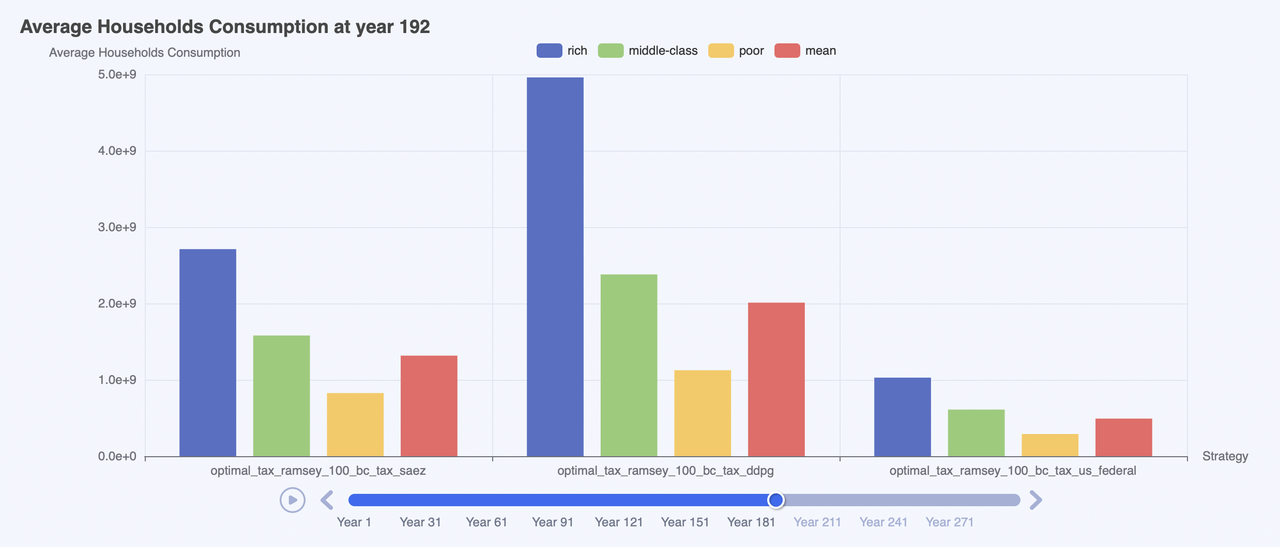 Average Households Consumption at year 192
Average Households Consumption
rich middle-class poor mean
5.0e+9
4.0e+9
3.0e+9
2.0e+9
1.0e+9
0.0e+0
optimal_tax_ramsey_100_bc_tax_saez optimal_tax_ramsey_100_bc_tax_ddpg optimal_tax_ramsey_100_bc_tax_us_federal
Strategy
Year 1 Year 31 Year 61 Year 91 Year 121 Year 151 Year 181 Year 211 Year 241 Year 271